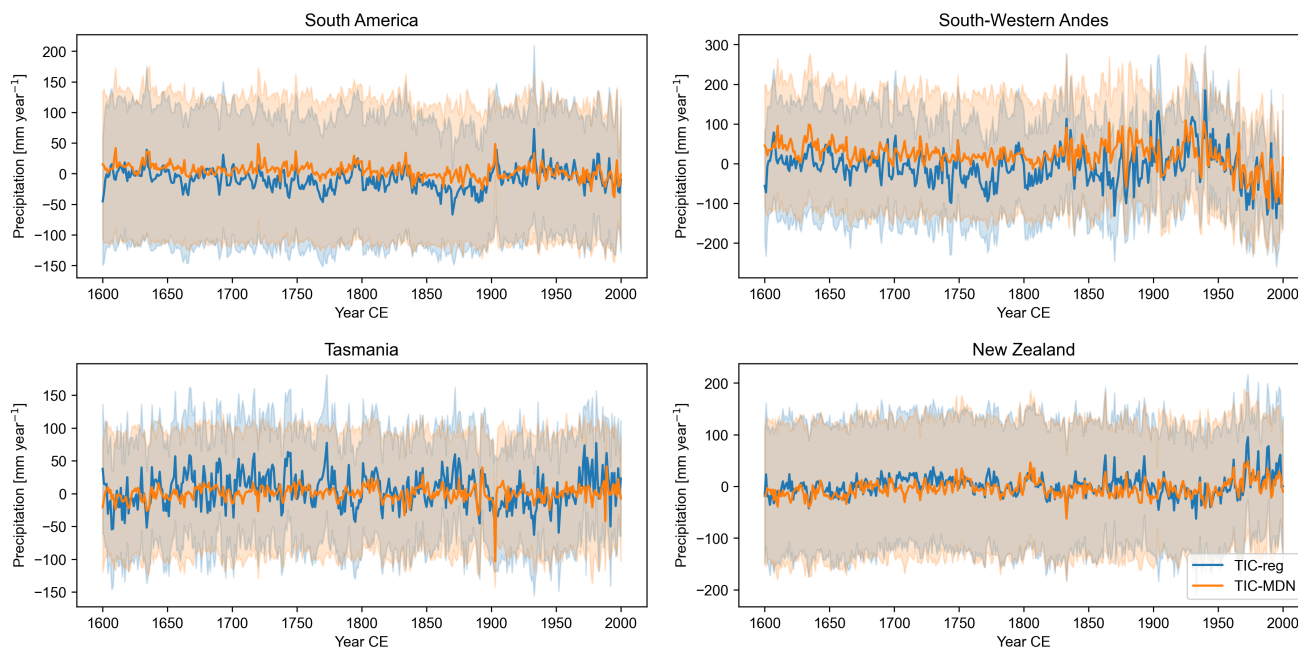 South America
Precipitation [mm year⁻¹]
200
150
100
50
0
−50
−100
−150
1600 1650 1700 1750 1800 1850 1900 1950 2000
Year CE
South-Western Andes
Precipitation [mm year⁻¹]
300
200
100
0
−100
−200
1600 1650 1700 1750 1800 1850 1900 1950 2000
Year CE
Tasmania
Precipitation [mm year⁻¹]
150
100
50
0
−50
−100
−150
1600 1650 1700 1750 1800 1850 1900 1950 2000
Year CE
New Zealand
Precipitation [mm year⁻¹]
200
100
0
−100
−200
1600 1650 1700 1750 1800 1850 1900 1950 2000
Year CE
TIC-reg
TIC-MDN